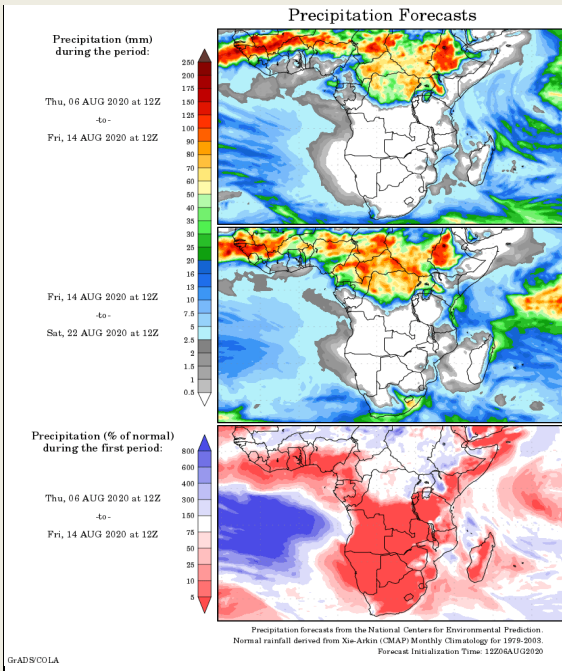 Precipitation Forecasts
Precipitation (mm)
during the period:
Thu, 06 AUG 2020 at 12Z
-to-
Fri, 14 AUG 2020 at 12Z
250
200
175
150
125
100
90
80
70
60
50
40
35
30
25
20
16
13
10
7.5
5
2.5
2
1.5
1
0.5
Fri, 14 AUG 2020 at 12Z
-to-
Sat, 22 AUG 2020 at 12Z
Precipitation (% of normal)
during the first period:
Thu, 06 AUG 2020 at 12Z
-to-
Fri, 14 AUG 2020 at 12Z
800
600
400
300
150
75
50
25
10
5
Precipitation forecasts from the National Centers for Environmental Prediction.
Normal rainfall derived from Xie-Arkin (CMAP) Monthly Climatology for 1979-2003.
Forecast Initialization Time: 12Z06AUG2020
GrADS/COLA